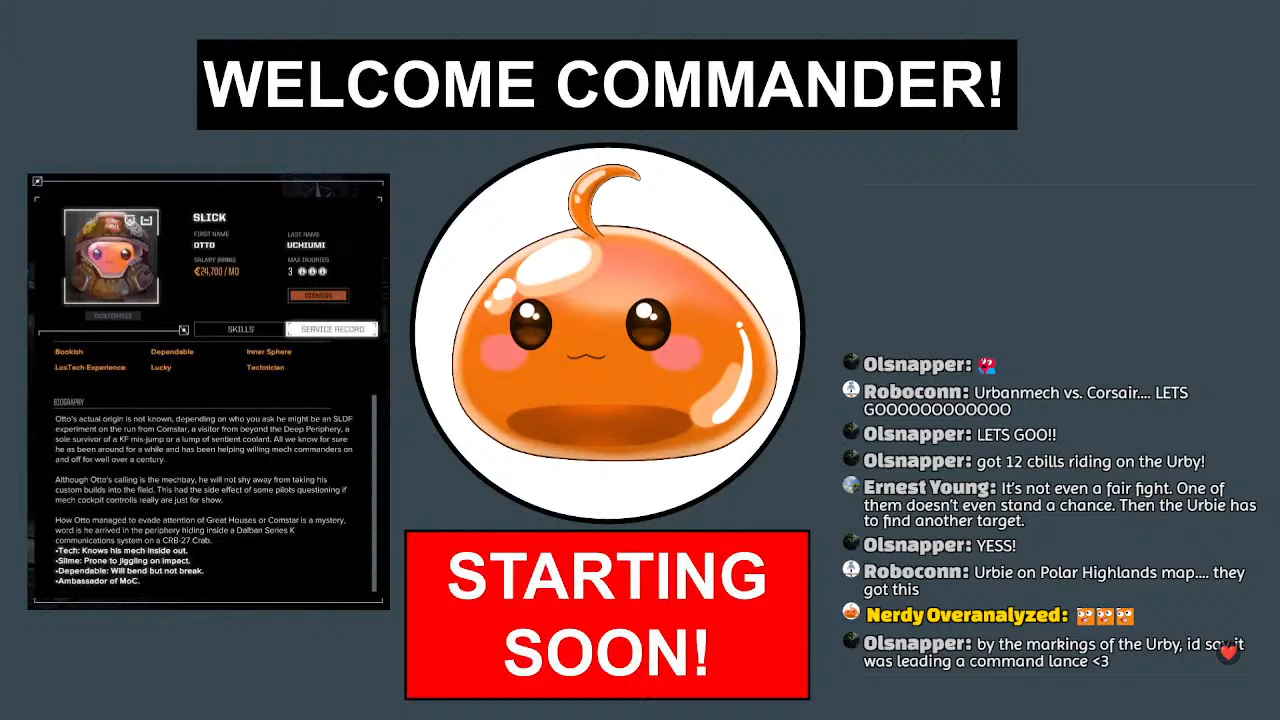 WELCOME COMMANDER!
SLICK
FIRST NAME
LAST NAME
OTTO
UCHIUMI
MAX INJURIES
24,700 / MO
3
DISMISS
CUSTOMIZE
SKILLS
SERVICE RECORD
Bookish
Dependable
Inner Sphere
LosTech Experience
Lucky
Technician
BIOGRAPHY
Otto's actual origin is not known, depending on who you ask he might be an SLDF
experiment on the run from Comstar, a visitor from beyond the Deep Periphery, a
sole survivor of a KF mis-jump or a lump of sentient coolant. All we know for sure
he as been around for a while and has been helping willing mech commanders on
and off for well over a century.
Although Otto's calling is the mechbay, he will not shy away from taking his
custom builds into the field. This had the side effect of some pilots questioning if
mech cockpit controls really are just for show.
How Otto managed to evade attention of Great Houses or Comstar is a mystery,
word is he arrived in the periphery hiding inside a Dalban Series K
communications system on a CRB-27 Crab.
•Tech: Knows his mech inside out.
•Slime: Prone to jiggling on impact.
•Dependable: Will bend but not break.
•Ambassador of MoC.
STARTING
SOON!
Olsnapper:
Roboconn: Urbanmech vs. Corsair.... LETS
GOOOOOOOOOOOO
Olsnapper: LETS GOO!!
Olsnapper: got 12 cbills riding on the Urby!
Ernest Young: It's not even a fair fight. One of
them doesn't even stand a chance. Then the Urbie has
to find another target.
Olsnapper: YESS!
Roboconn: Urbie on Polar Highlands map.... they
got this
Nerdy Overanalyzed:
Olsnapper: by the markings of the Urby, id say it
was leading a command lance <3